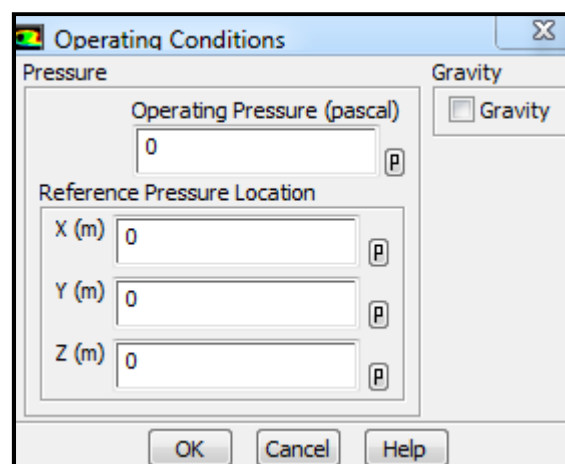 Operating Conditions
Pressure
Gravity
Operating Pressure (pascal)
Gravity
0
P
Reference Pressure Location
X (m) 0 P
Y (m) 0 P
Z (m) 0 P
OK Cancel Help